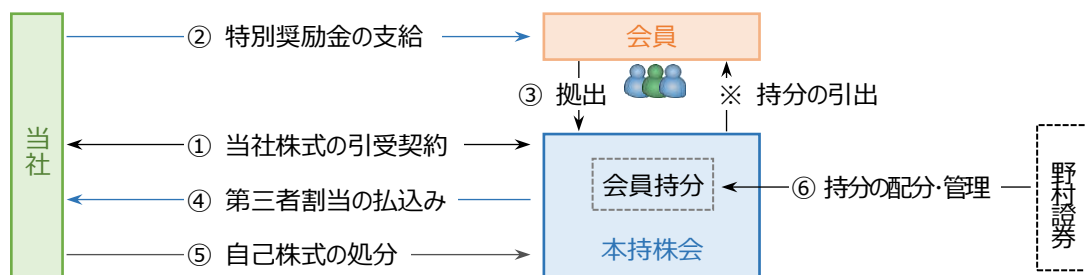 ② 特別奨励金の支給
会員
③ 拠出
※ 持分の引出
当社
① 当社株式の引受契約
会員持分
④ 第三者割当の払込み
⑥ 持分の配分・管理
野村證券
⑤ 自己株式の処分
本持株会